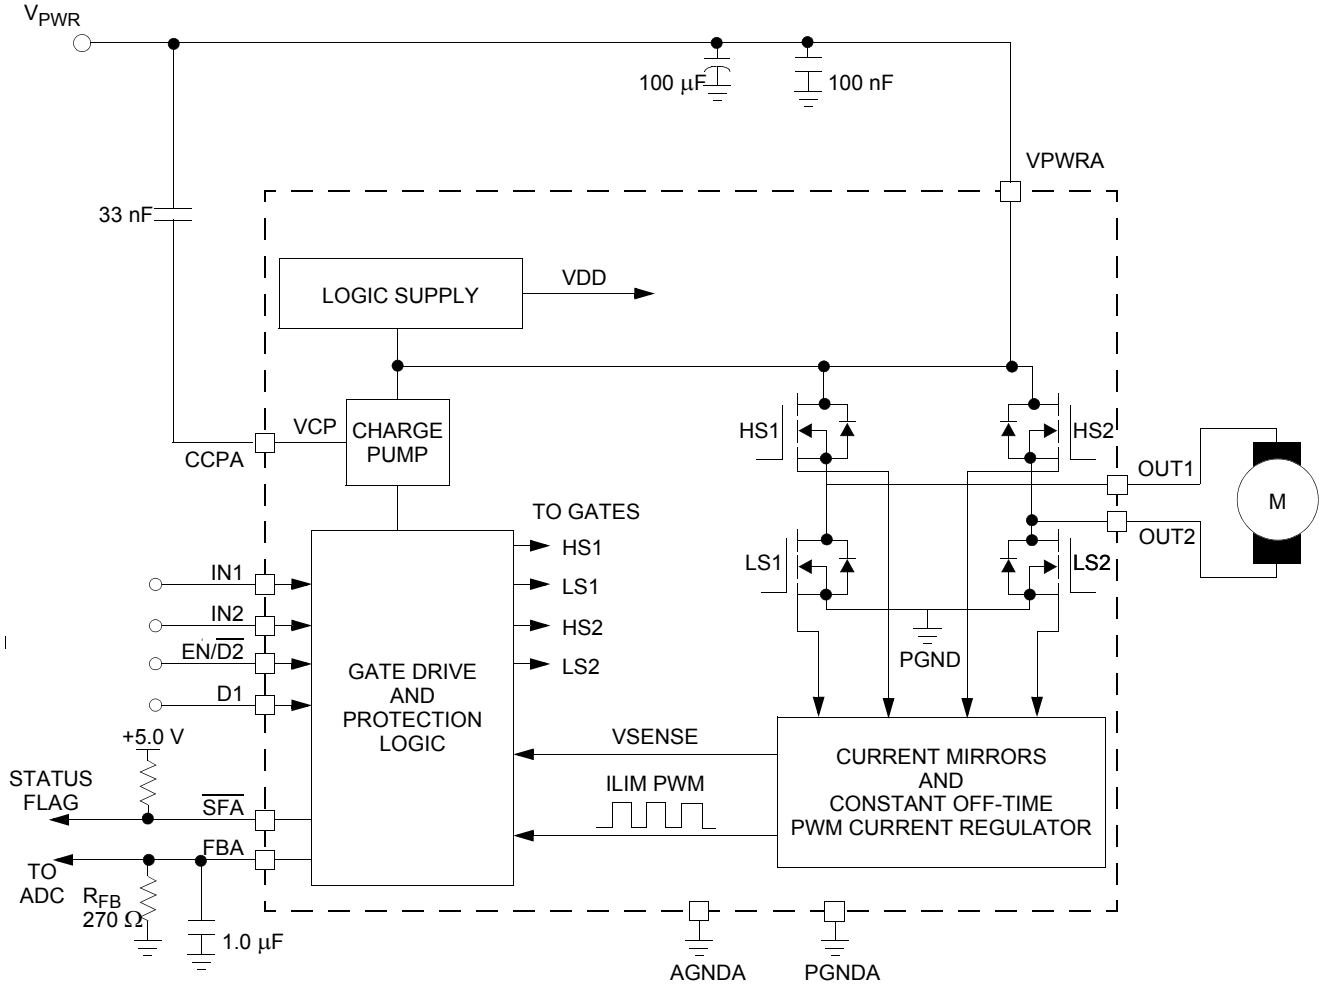 VPWR
100 µF
100 nF
VPWRA
33 nF
LOGIC SUPPLY
VDD
VCP
CHARGE
PUMP
CCPA
HS1
HS2
OUT1
M
OUT2
TO GATES
HS1
LS1
HS2
LS2
LS1
LS2
PGND
IN1
IN2
EN/D2
D1
GATE DRIVE
AND
PROTECTION
LOGIC
+5.0 V
STATUS
FLAG
SFA
FBA
TO
ADC
RFB
270 Ω
1.0 µF
VSENSE
ILIM PWM
CURRENT MIRRORS
AND
CONSTANT OFF-TIME
PWM CURRENT REGULATOR
AGNDA
PGNDA